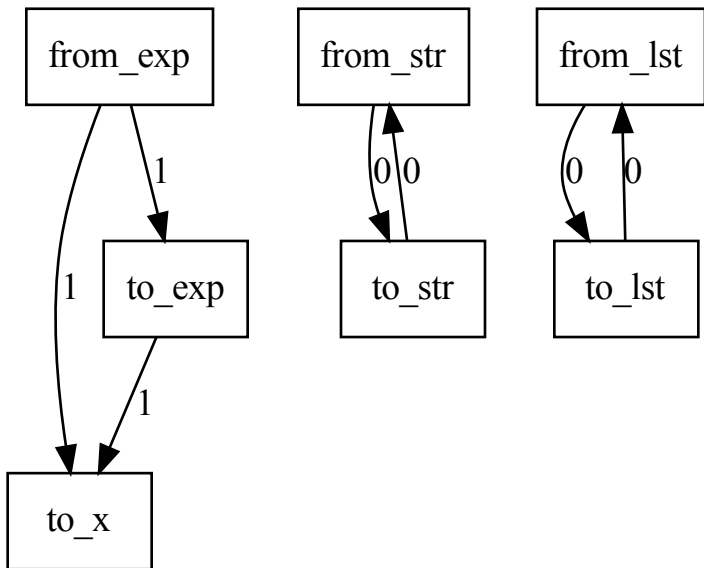 from_exp
from_str
from_lst
1
0
0
0
0
to_exp
to_str
to_lst
1
1
to_x